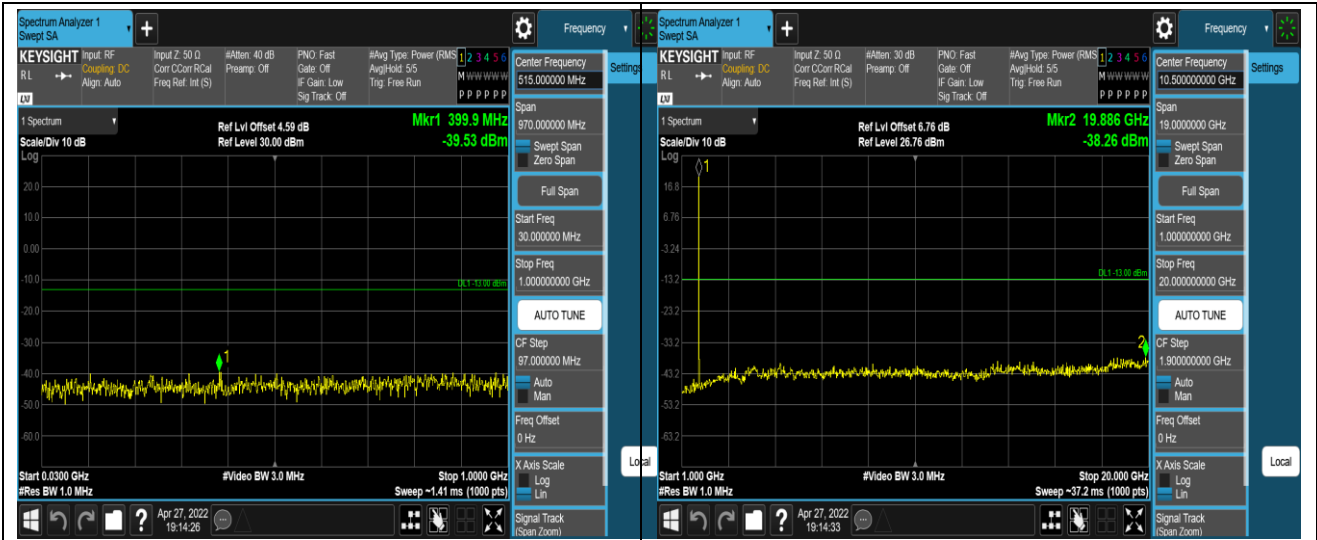 Spectrum Analyzer 1
Swept SA
+
Frequency
KEYSIGHT
RL
LXI
Input: RF
Coupling: DC
Align: Auto
Input Z: 50 Ω
Corr CCorr RCal
Freq Ref: Int (S)
#Atten: 40 dB
Preamp: Off
PNO: Fast
Gate: Off
IF Gain: Low
Sig Track: Off
#Avg Type: Power (RMS
Avg|Hold: 5/5
Trig: Free Run
1 2 3 4 5 6
M W W W W W
P P P P P P
Center Frequency
515.000000 MHz
Settings
1 Spectrum
Scale/Div 10 dB
Log
Ref Lvl Offset 4.59 dB
Ref Level 30.00 dBm
Mkr1 399.9 MHz
-39.53 dBm
20.0
10.0
0.00
-10.0
-20.0
-30.0
-40.0
-50.0
-60.0
DL1 -13.00 dBm
1
Start 0.0300 GHz
#Res BW 1.0 MHz
#Video BW 3.0 MHz
Stop 1.0000 GHz
Sweep ~1.41 ms (1000 pts)
Span
970.000000 MHz
Swept Span
Zero Span
Full Span
Start Freq
30.000000 MHz
Stop Freq
1.000000000 GHz
AUTO TUNE
CF Step
97.000000 MHz
Auto
Man
Freq Offset
0 Hz
X Axis Scale
Log
Lin
Signal Track
(Span Zoom)
Local
?
Apr 27, 2022
19:14:26
Spectrum Analyzer 1
Swept SA
+
Frequency
KEYSIGHT
RL
LXI
Input: RF
Coupling: DC
Align: Auto
Input Z: 50 Ω
Corr CCorr RCal
Freq Ref: Int (S)
#Atten: 30 dB
Preamp: Off
PNO: Fast
Gate: Off
IF Gain: Low
Sig Track: Off
#Avg Type: Power (RMS
Avg|Hold: 5/5
Trig: Free Run
1 2 3 4 5 6
M W W W W W
P P P P P P
Center Frequency
10.500000000 GHz
Settings
1 Spectrum
Scale/Div 10 dB
Log
Ref Lvl Offset 6.76 dB
Ref Level 26.76 dBm
Mkr2 19.886 GHz
-38.26 dBm
1
16.8
6.76
-3.24
-13.2
-23.2
-33.2
-43.2
-53.2
-63.2
DL1 -13.00 dBm
2
Start 1.000 GHz
#Res BW 1.0 MHz
#Video BW 3.0 MHz
Stop 20.000 GHz
Sweep ~37.2 ms (1000 pts)
Span
19.0000000 GHz
Swept Span
Zero Span
Full Span
Start Freq
1.000000000 GHz
Stop Freq
20.000000000 GHz
AUTO TUNE
CF Step
1.900000000 GHz
Auto
Man
Freq Offset
0 Hz
X Axis Scale
Log
Lin
Signal Track
(Span Zoom)
Local
?
Apr 27, 2022
19:14:33